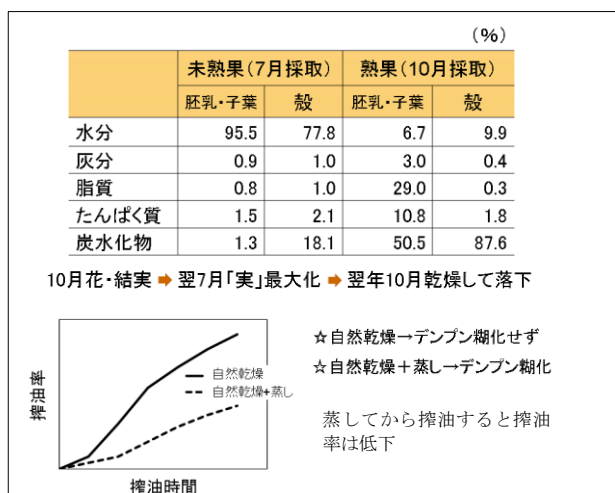 (%)
未熟果(7月採取) 熟果(10月採取)
胚乳・子葉 殻 胚乳・子葉 殻
水分 95.5 77.8 6.7 9.9
灰分 0.9 1.0 3.0 0.4
脂質 0.8 1.0 29.0 0.3
たんぱく質 1.5 2.1 10.8 1.8
炭水化物 1.3 18.1 50.5 87.6
10月花・結実 ➡ 翌7月「実」最大化 ➡ 翌年10月乾燥して落下
搾油率
自然乾燥
自然乾燥+蒸し
搾油時間
☆自然乾燥→デンプン糊化せず
☆自然乾燥+蒸し→デンプン糊化
蒸してから搾油すると搾油
率は低下